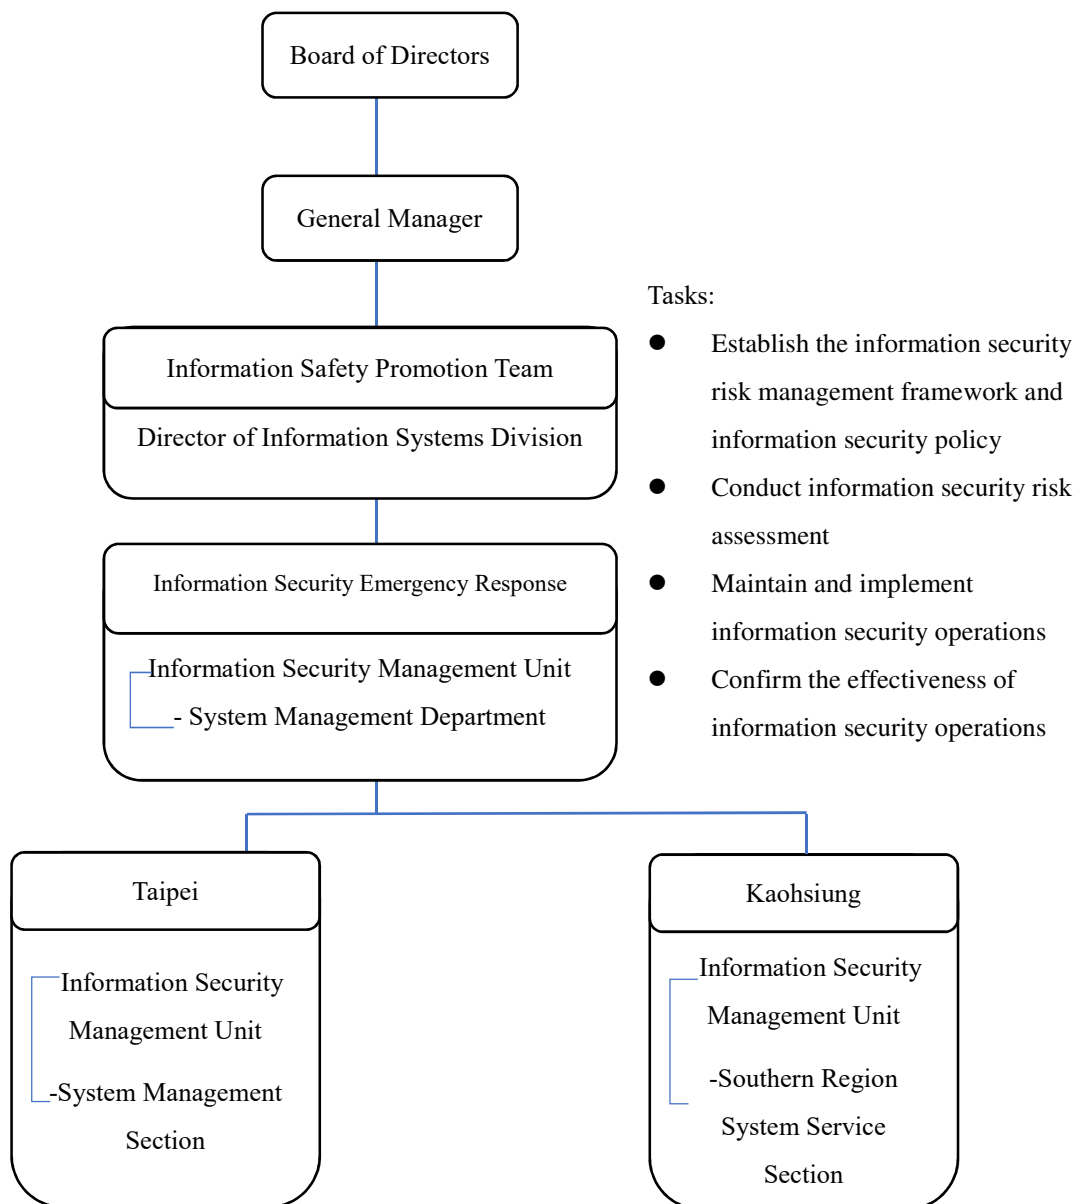 Board of Directors
General Manager
Information Safety Promotion Team
Director of Information Systems Division
Tasks:
● Establish the information security
risk management framework and
information security policy
● Conduct information security risk
assessment
● Maintain and implement
information security operations
● Confirm the effectiveness of
information security operations
Information Security Emergency Response
Information Security Management Unit
- System Management Department
Taipei
Information Security
Management Unit
-System Management
Section
Kaohsiung
Information Security
Management Unit
-Southern Region
System Service
Section